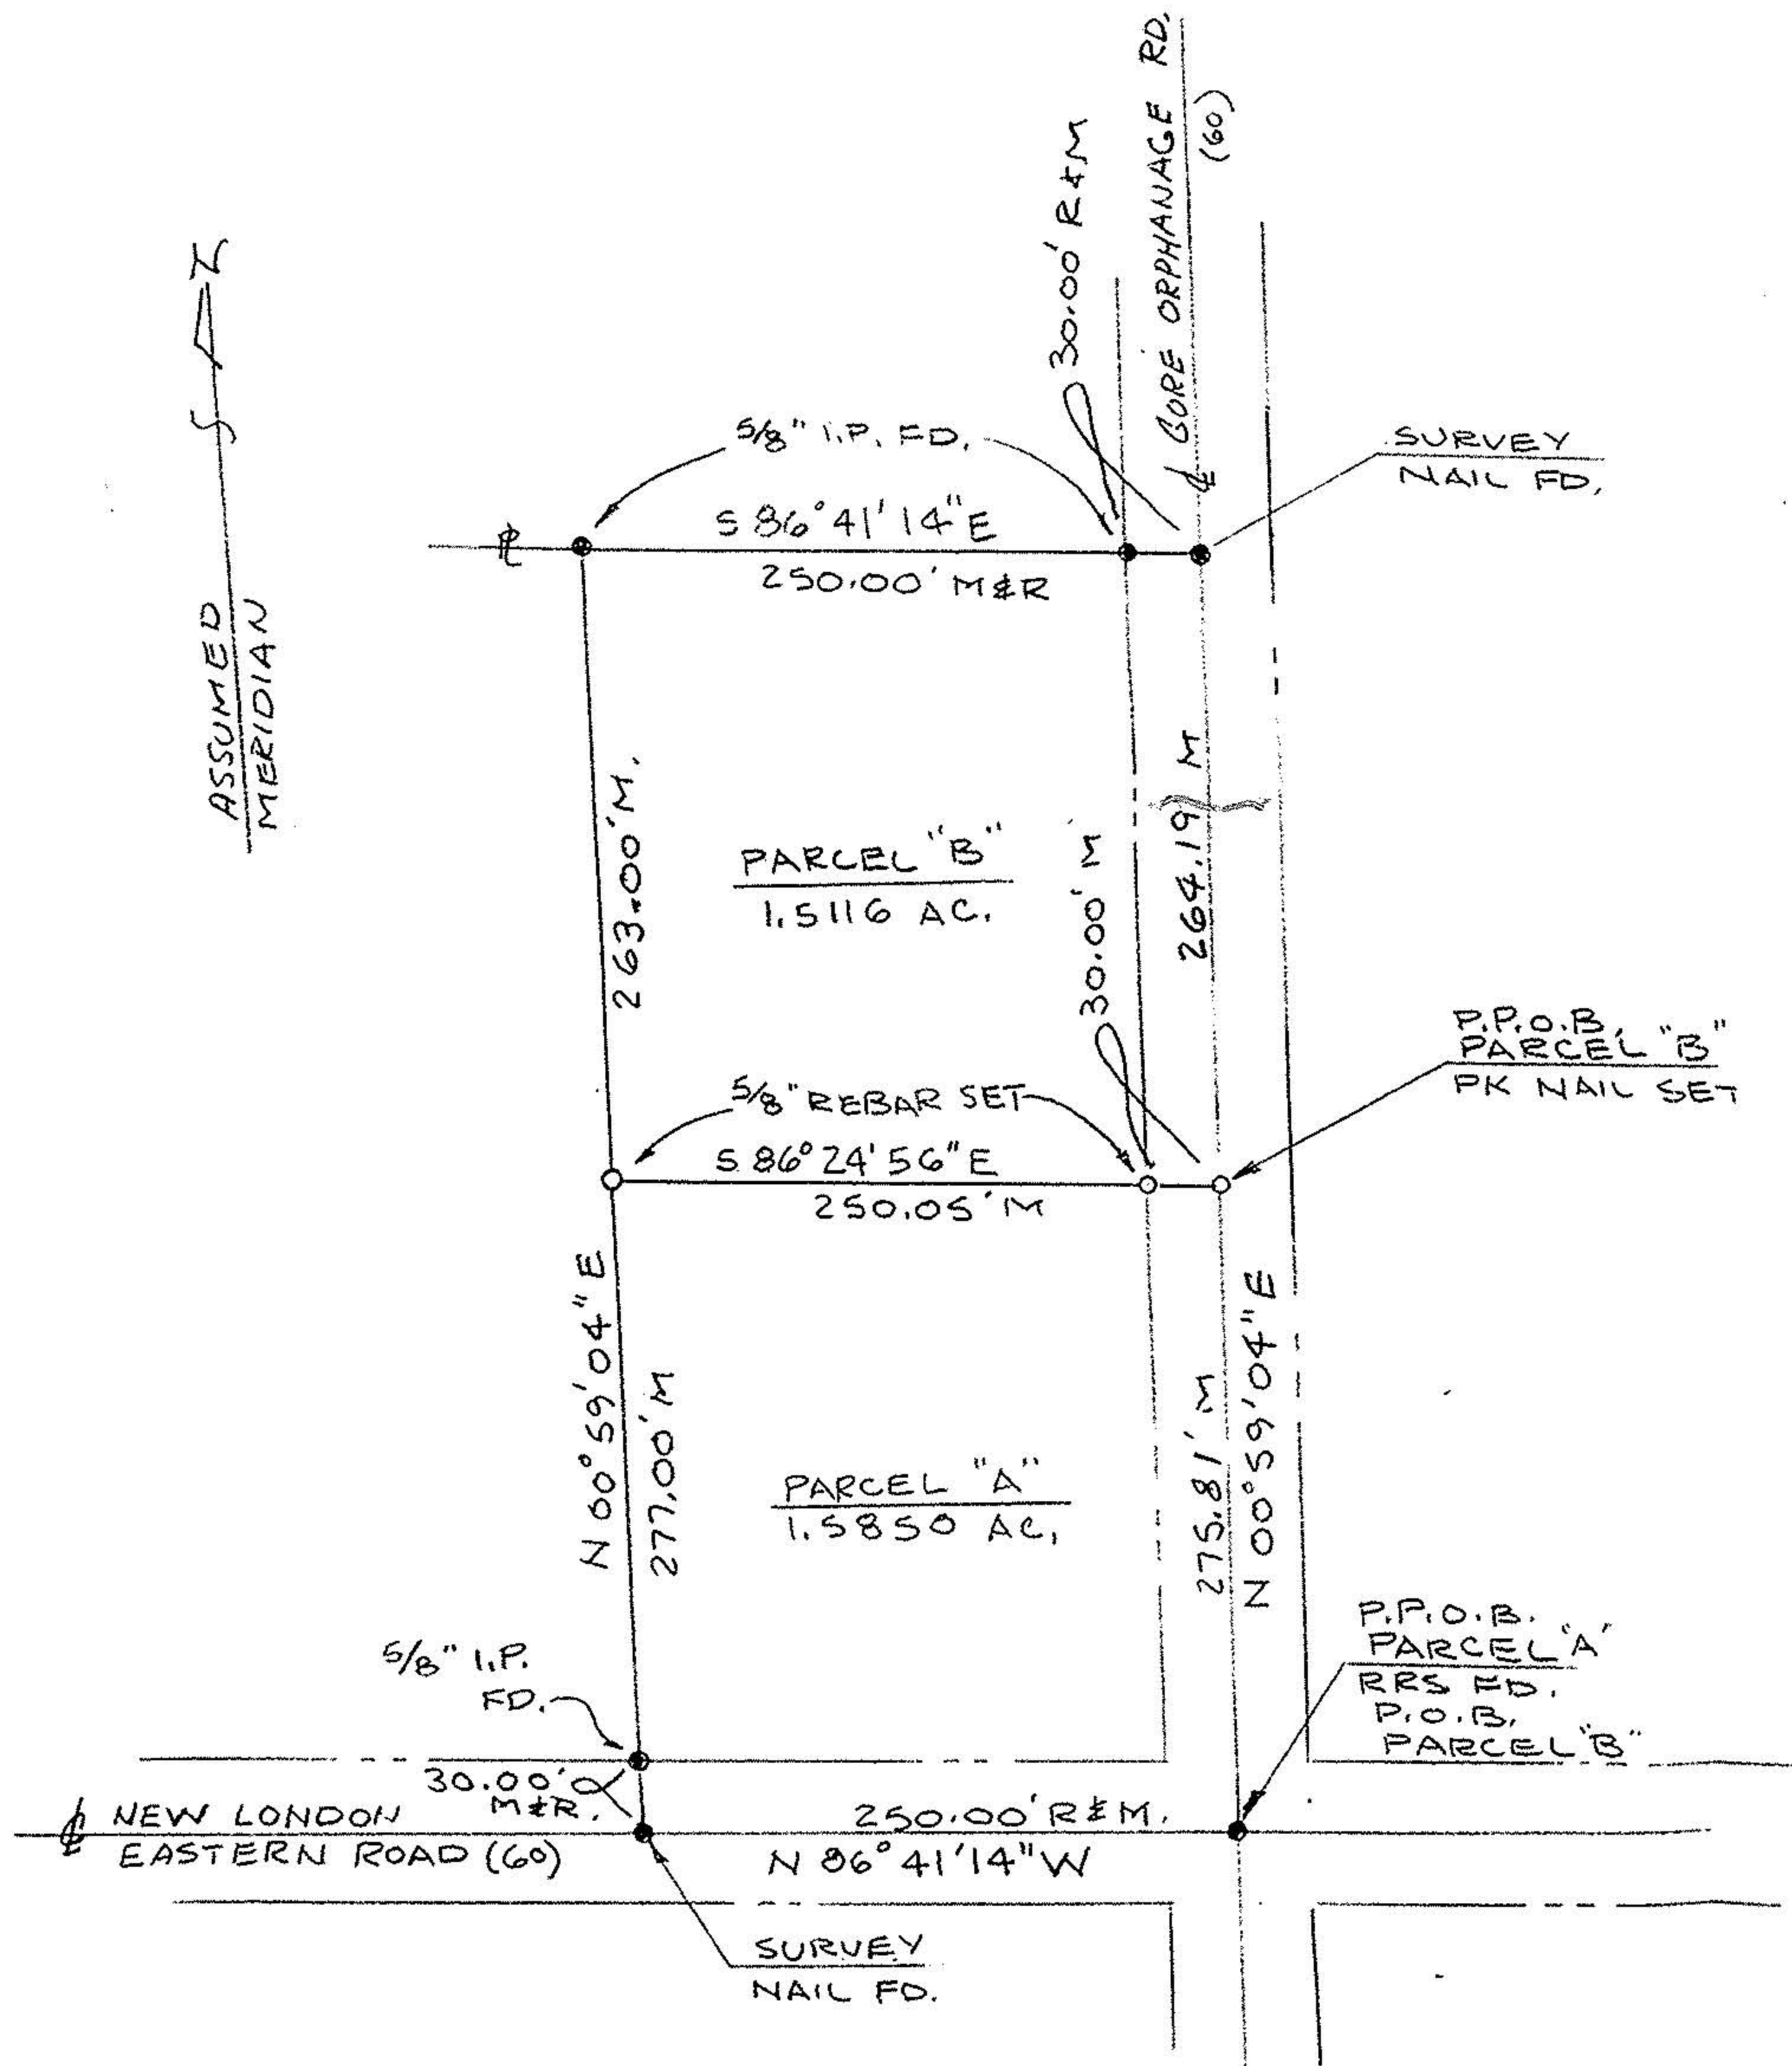 GORE ORPHANAGE RD.
(60)
30.00' R & M
5/8" I.P. FD.
S 86° 41' 14" E
250.00' M & R
SURVEY
NAIL FD.
ASSUMED
MERIDIAN
263.00' M.
PARCEL "B"
1.5116 AC.
264.19 M
30.00' M
P.P.O.B.
PARCEL "B"
PK NAIL SET
5/8" REBAR SET
S 86° 24' 56" E
250.05' M
N 00° 59' 04" E
277.00' M
PARCEL "A"
1.5850 AC.
275.81' M
N 00° 59' 04" E
5/8" I.P.
FD.
P.P.O.B.
PARCEL "A"
RRS FD.
P.O.B.
PARCEL "B"
30.00'
M & R.
℄ NEW LONDON
EASTERN ROAD (60)
250.00' R & M.
N 86° 41' 14" W
SURVEY
NAIL FD.